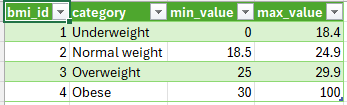 bmi_id category min_value max_value
1 Underweight 0 18.4
2 Normal weight 18.5 24.9
3 Overweight 25 29.9
4 Obese 30 100